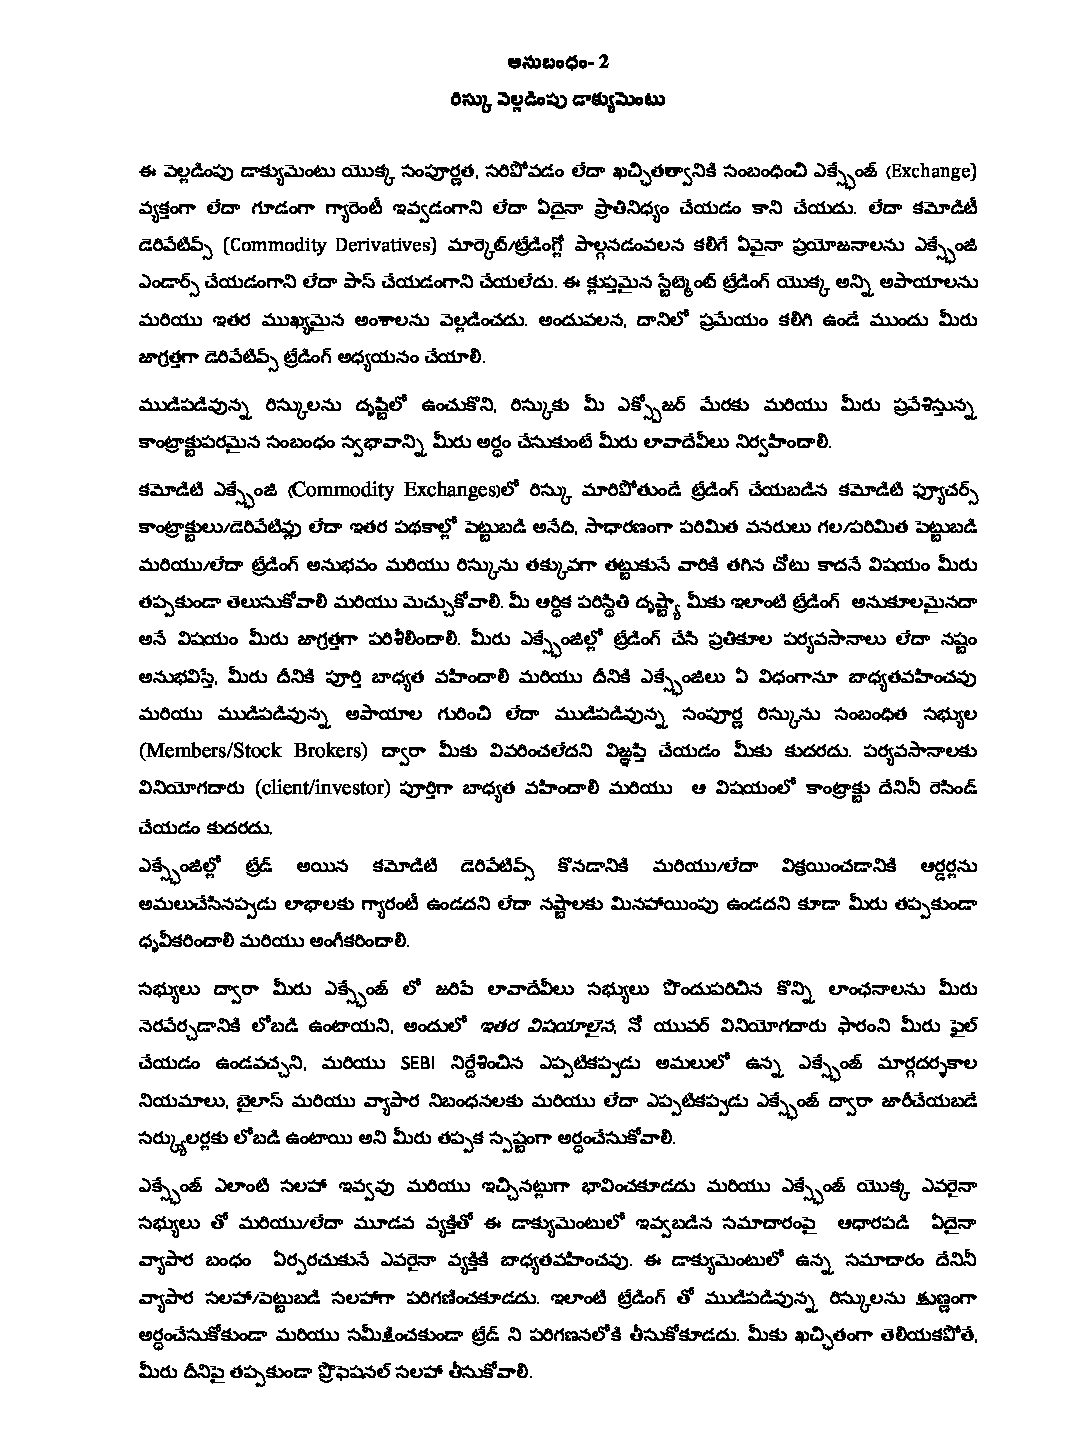 అనుబంధం- 2
రిస్కు వెల్లడింపు డాక్యుమెంటు
ఈ వెల్లడింపు డాక్యుమెంటు యొక్క సంపూర్ణత, సరిపోవడం లేదా ఖచ్ఛితత్వానికి సంబంధించి ఎక్స్ఛేంజ్ (Exchange)
వ్యక్తంగా లేదా గూడంగా గ్యారెంటీ ఇవ్వడంగాని లేదా ఏదైనా ప్రాతినిధ్యం చేయడం కాని చేయదు. లేదా కమోడిటీ
డెరివేటివ్స్ (Commodity Derivatives) మార్కెట్/ట్రేడింగ్లో పాల్గనడంవలన కలిగే ఏవైనా ప్రయోజనాలను ఎక్స్ఛేంజి
ఎండార్స్ చేయడంగాని లేదా పాస్ చేయడంగాని చేయలేదు. ఈ క్లుప్తమైన స్టేట్మెంట్ ట్రేడింగ్ యొక్క అన్ని అపాయాలను
మరియు ఇతర ముఖ్యమైన అంశాలను వెల్లడించదు. అందువలన, దానిలో ప్రమేయం కలిగి ఉండే ముందు మీరు
జాగ్రత్తగా డెరివేటివ్స్ ట్రేడింగ్ అధ్యయనం చేయాలి.
ముడిపడివున్న రిస్కులను దృష్టిలో ఉంచుకొని, రిస్కుకు మీ ఎక్స్పోజర్ మేరకు మరియు మీరు ప్రవేశిస్తున్న
కాంట్రాక్టుపరమైన సంబంధం స్వభావాన్ని మీరు అర్ధం చేసుకుంటే మీరు లావాదేవీలు నిర్వహించాలి.
కమోడిటి ఎక్స్ఛేంజి (Commodity Exchanges)లో రిస్కు మారిపోతుండే ట్రేడింగ్ చేయబడిన కమోడిటి ఫ్యూచర్స్
కాంట్రాక్టులు/డెరివేటివ్లు లేదా ఇతర పథకాల్లో పెట్టుబడి అనేది, సాధారణంగా పరిమిత వనరులు గల/పరిమిత పెట్టుబడి
మరియు/లేదా ట్రేడింగ్ అనుభవం మరియు రిస్కును తక్కువగా తట్టుకునే వారికి తగిన చోటు కాదనే విషయం మీరు
తప్పకుండా తెలుసుకోవాలి మరియు మెచ్చుకోవాలి. మీ ఆర్ధిక పరిస్థితి దృష్ట్యా మీకు ఇలాంటి ట్రేడింగ్ అనుకూలమైనదా
అనే విషయం మీరు జాగ్రత్తగా పరిశీలించాలి. మీరు ఎక్స్ఛేంజిల్లో ట్రేడింగ్ చేసి ప్రతికూల పర్యవసానాలు లేదా నష్టం
అనుభవిస్తే, మీరు దీనికి పూర్తి బాధ్యత వహించాలి మరియు దీనికి ఎక్స్ఛేంజిలు ఏ విధంగానూ బాధ్యతవహించవు
మరియు ముడిపడివున్న అపాయాల గురించి లేదా ముడిపడివున్న సంపూర్ణ రిస్కును సంబంధిత సభ్యుల
(Members/Stock Brokers) ద్వారా మీకు వివరించలేదని విజ్ఞప్తి చేయడం మీకు కుదరదు. పర్యవసానాలకు
వినియోగదారు (client/investor) పూర్తిగా బాధ్యత వహించాలి మరియు ఆ విషయంలో కాంట్రాక్టు దేనినీ రెసిండ్
చేయడం కుదరదు.
ఎక్స్ఛేంజిల్లో ట్రేడ్ అయిన కమోడిటి డెరివేటివ్స్ కొనడానికి మరియు/లేదా విక్రయించడానికి ఆర్డర్లను
అమలుచేసినప్పడు లాభాలకు గ్యారంటీ ఉండదని లేదా నష్టాలకు మినహాయింపు ఉండదని కూడా మీరు తప్పకుండా
ధృవీకరించాలి మరియు అంగీకరించాలి.
సభ్యులు ద్వారా మీరు ఎక్స్ఛేంజ్ లో జరిపే లావాదేవీలు సభ్యులు పొందుపరిచిన కొన్ని లాంఛనాలను మీరు
నెరవేర్చడానికి లోబడి ఉంటాయని, అందులో ఇతర విషయాలైన, నో యువర్ వినియోగదారు ఫారంని మీరు ఫైల్
చేయడం ఉండవచ్చని, మరియు SEBI నిర్దేశించిన ఎప్పటికప్పడు అమలులో ఉన్న ఎక్స్ఛేంజ్ మార్గదర్శకాల
నియమాలు, బైలాస్ మరియు వ్యాపార నిబంధనలకు మరియు లేదా ఎప్పటికప్పడు ఎక్స్ఛేంజ్ ద్వారా జారీచేయబడే
సర్క్యులర్లకు లోబడి ఉంటాయి అని మీరు తప్పక స్పష్టంగా అర్ధంచేసుకోవాలి.
ఎక్స్ఛేంజ్ ఎలాంటి సలహా ఇవ్వవు మరియు ఇచ్చినట్లుగా భావించకూడదు మరియు ఎక్స్ఛేంజ్ యొక్క ఎవరైనా
సభ్యులు తో మరియు/లేదా మూడవ వ్యక్తితో ఈ డాక్యుమెంటులో ఇవ్వబడిన సమాచారంపై ఆధారపడి ఏదైనా
వ్యాపార బంధం ఏర్పరచుకునే ఎవరైనా వ్యక్తికి బాధ్యతవహించవు. ఈ డాక్యుమెంటులో ఉన్న సమాచారం దేనినీ
వ్యాపార సలహా/పెట్టుబడి సలహాగా పరిగణించకూడదు. ఇలాంటి ట్రేడింగ్ తో ముడిపడివున్న రిస్కులను క్షుణ్ణంగా
అర్ధంచేసుకోకుండా మరియు సమీక్షించకుండా ట్రేడ్ ని పరిగణనలోకి తీసుకోకూడదు. మీకు ఖచ్చితంగా తెలియకపోతే,
మీరు దీనిపై తప్పకుండా ప్రొఫెషనల్ సలహా తీసుకోవాలి.